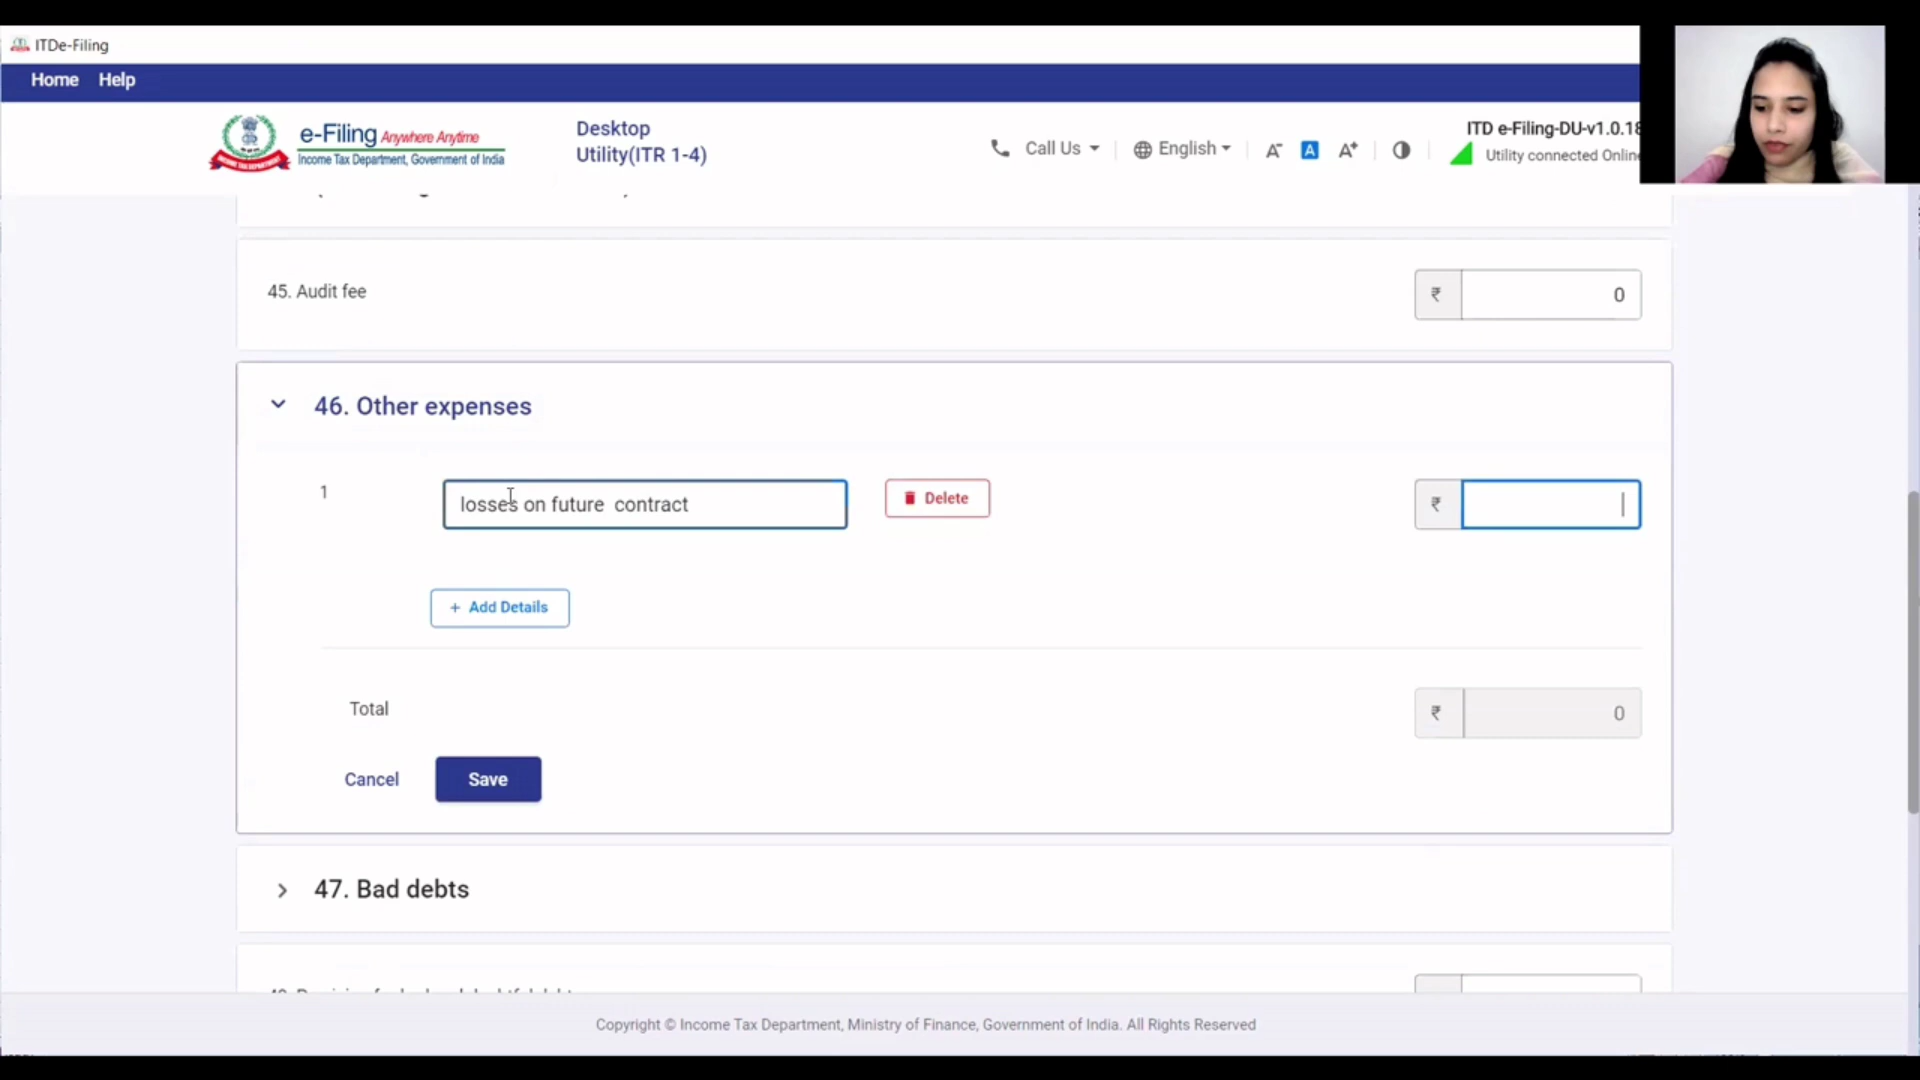 ITDe-Filing
Home Help
e-Filing Anywhere Anytime
Income Tax Department, Government of India
INCOME TAX DEPARTMENT
Desktop
Utility(ITR 1-4)
Call Us
English
A-
A
A+
ITD e-Filing-DU-v1.0.18
Utility connected Online
45. Audit fee
₹ 0
46. Other expenses
1
losses on future  contract
Delete
₹
+ Add Details
Total
₹ 0
Cancel
Save
47. Bad debts
Copyright © Income Tax Department, Ministry of Finance, Government of India. All Rights Reserved